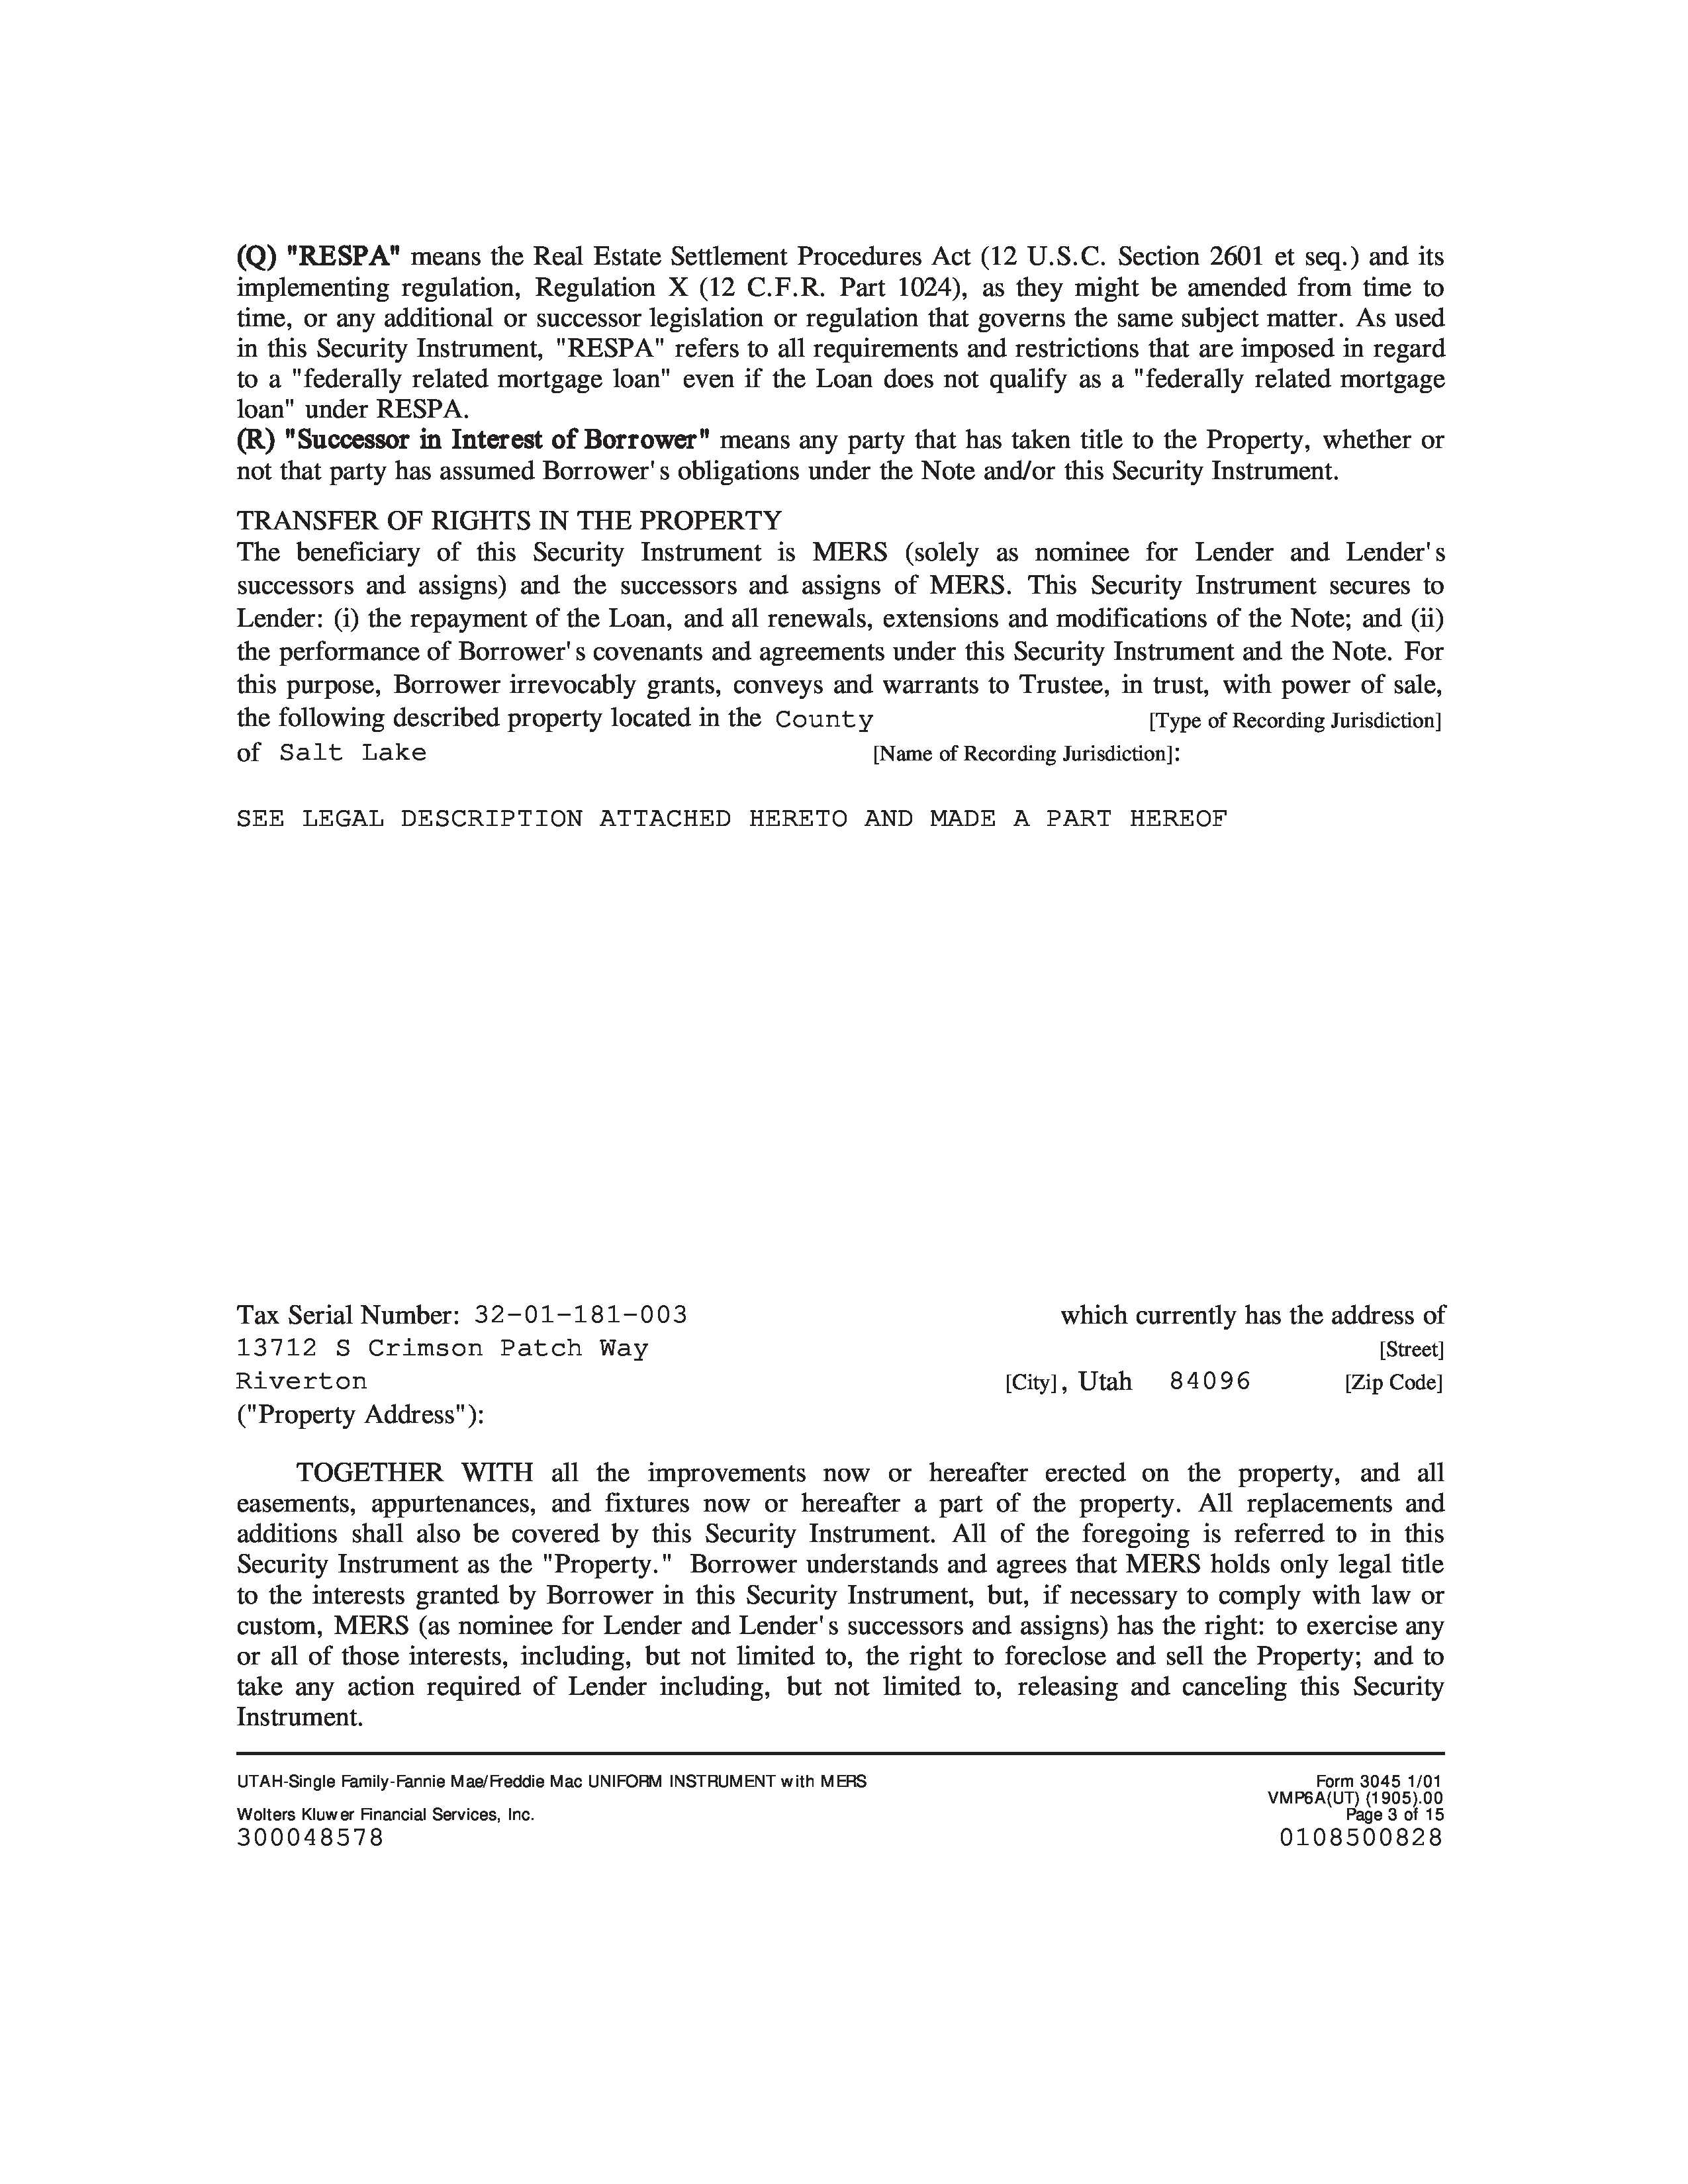 (Q) "RESPA" means the Real Estate Settlement Procedures Act (12 U.S.C. Section 2601 et seq.) and its
implementing regulation, Regulation X (12 C.F.R. Part 1024), as they might be amended from time to
time, or any additional or successor legislation or regulation that governs the same subject matter. As used
in this Security Instrument, "RESPA" refers to all requirements and restrictions that are imposed in regard
to a "federally related mortgage loan" even if the Loan does not qualify as a "federally related mortgage
loan" under RESPA.
(R) "Successor in Interest of Borrower" means any party that has taken title to the Property, whether or
not that party has assumed Borrower's obligations under the Note and/or this Security Instrument.
TRANSFER OF RIGHTS IN THE PROPERTY
The beneficiary of this Security Instrument is MERS (solely as nominee for Lender and Lender's
successors and assigns) and the successors and assigns of MERS. This Security Instrument secures to
Lender: (i) the repayment of the Loan, and all renewals, extensions and modifications of the Note; and (ii)
the performance of Borrower's covenants and agreements under this Security Instrument and the Note. For
this purpose, Borrower irrevocably grants, conveys and warrants to Trustee, in trust, with power of sale,
the following described property located in the County [Type of Recording Jurisdiction]
of Salt Lake [Name of Recording Jurisdiction]:
SEE LEGAL DESCRIPTION ATTACHED HERETO AND MADE A PART HEREOF
Tax Serial Number: 32-01-181-003 which currently has the address of
13712 S Crimson Patch Way [Street]
Riverton [City], Utah 84096 [Zip Code]
("Property Address"):
TOGETHER WITH all the improvements now or hereafter erected on the property, and all
easements, appurtenances, and fixtures now or hereafter a part of the property. All replacements and
additions shall also be covered by this Security Instrument. All of the foregoing is referred to in this
Security Instrument as the "Property." Borrower understands and agrees that MERS holds only legal title
to the interests granted by Borrower in this Security Instrument, but, if necessary to comply with law or
custom, MERS (as nominee for Lender and Lender's successors and assigns) has the right: to exercise any
or all of those interests, including, but not limited to, the right to foreclose and sell the Property; and to
take any action required of Lender including, but not limited to, releasing and canceling this Security
Instrument.
UTAH-Single Family-Fannie Mae/Freddie Mac UNIFORM INSTRUMENT with MERS Form 3045 1/01
VMP6A(UT) (1905).00
Wolters Kluwer Financial Services, Inc. Page 3 of 15
300048578 0108500828